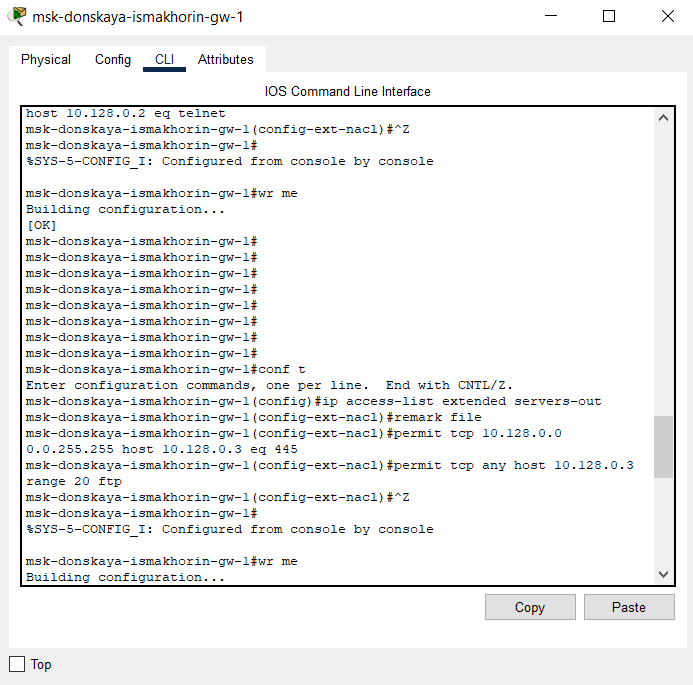 msk-donskaya-ismakhorin-gw-1
Physical Config CLI Attributes
IOS Command Line Interface
host 10.128.0.2 eq telnet
msk-donskaya-ismakhorin-gw-1(config-ext-nacl)#^Z
msk-donskaya-ismakhorin-gw-1#
%SYS-5-CONFIG_I: Configured from console by console
msk-donskaya-ismakhorin-gw-1#wr me
Building configuration...
[OK]
msk-donskaya-ismakhorin-gw-1#
msk-donskaya-ismakhorin-gw-1#
msk-donskaya-ismakhorin-gw-1#
msk-donskaya-ismakhorin-gw-1#
msk-donskaya-ismakhorin-gw-1#
msk-donskaya-ismakhorin-gw-1#
msk-donskaya-ismakhorin-gw-1#
msk-donskaya-ismakhorin-gw-1#
msk-donskaya-ismakhorin-gw-1#conf t
Enter configuration commands, one per line.  End with CNTL/Z.
msk-donskaya-ismakhorin-gw-1(config)#ip access-list extended servers-out
msk-donskaya-ismakhorin-gw-1(config-ext-nacl)#remark file
msk-donskaya-ismakhorin-gw-1(config-ext-nacl)#permit tcp 10.128.0.0
0.0.255.255 host 10.128.0.3 eq 445
msk-donskaya-ismakhorin-gw-1(config-ext-nacl)#permit tcp any host 10.128.0.3
range 20 ftp
msk-donskaya-ismakhorin-gw-1(config-ext-nacl)#^Z
msk-donskaya-ismakhorin-gw-1#
%SYS-5-CONFIG_I: Configured from console by console
msk-donskaya-ismakhorin-gw-1#wr me
Building configuration...
Copy Paste
Top